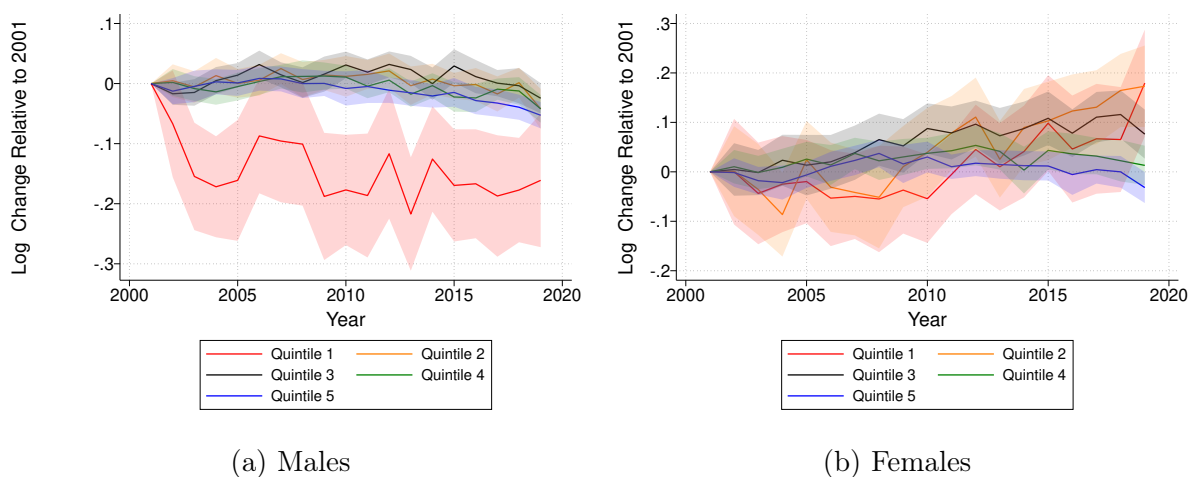 .1
0
-.1
-.2
-.3
Log Change Relative to 2001
2000 2005 2010 2015 2020
Year
Quintile 1 Quintile 2
Quintile 3 Quintile 4
Quintile 5
(a) Males
.3
.2
.1
0
-.1
-.2
Log Change Relative to 2001
2000 2005 2010 2015 2020
Year
Quintile 1 Quintile 2
Quintile 3 Quintile 4
Quintile 5
(b) Females